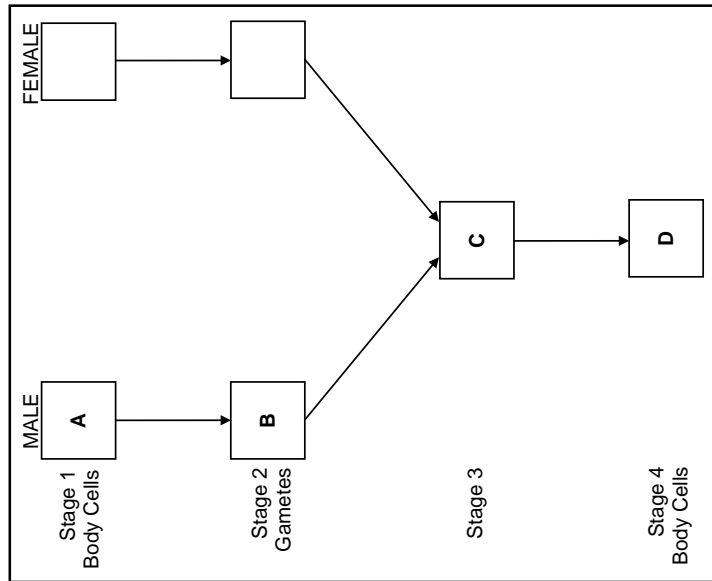 MALE
FEMALE
Stage 1
Body Cells
A
Stage 2
Gametes
B
Stage 3
C
Stage 4
Body Cells
D